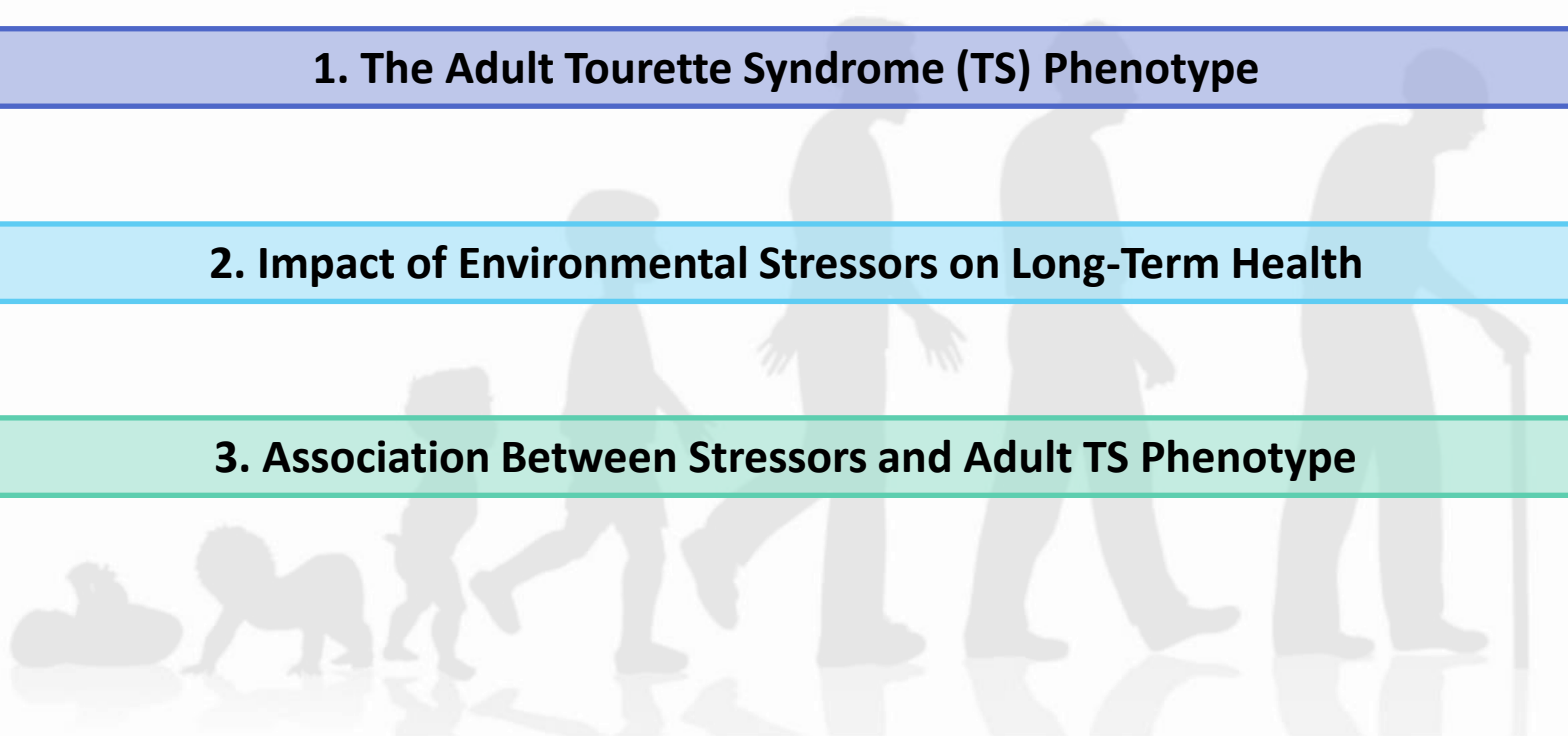 1. The Adult Tourette Syndrome (TS) Phenotype
2. Impact of Environmental Stressors on Long-Term Health
3. Association Between Stressors and Adult TS Phenotype